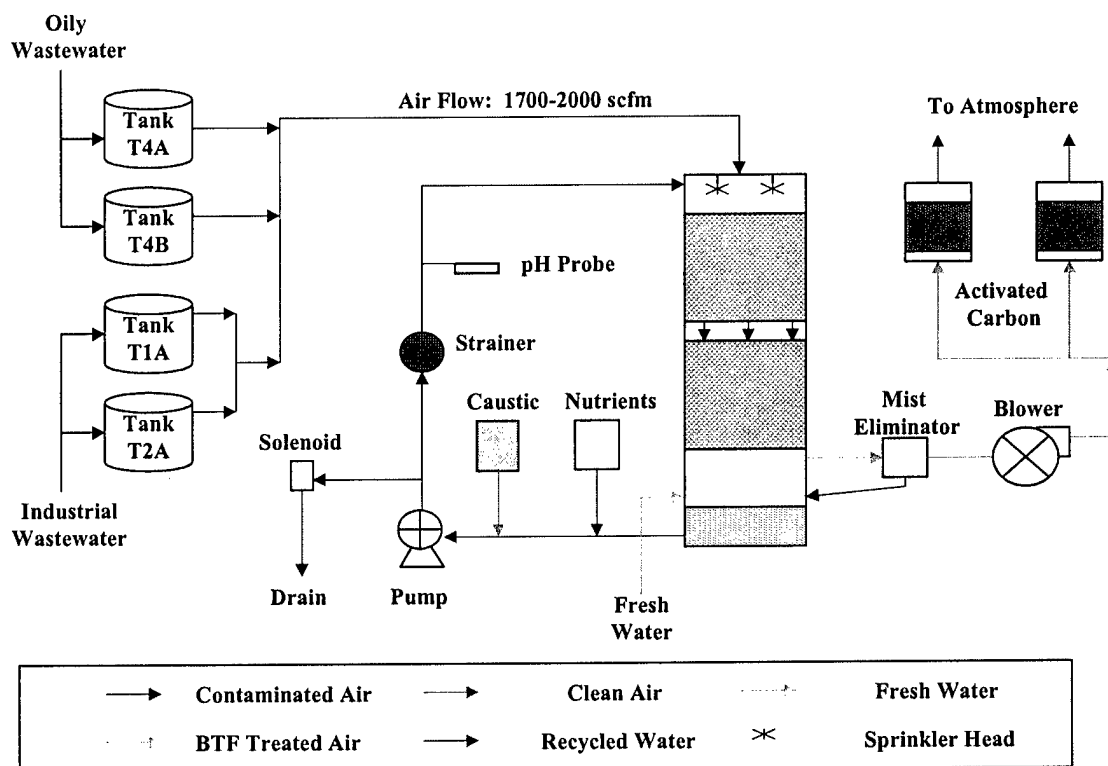 Oily
Wastewater
Tank
T4A
Tank
T4B
Tank
T1A
Tank
T2A
Industrial
Wastewater
Air Flow: 1700-2000 scfm
pH Probe
Strainer
Caustic
Nutrients
Solenoid
Drain
Pump
Fresh
Water
To Atmosphere
Activated
Carbon
Mist
Eliminator
Blower
Contaminated Air
Clean Air
Fresh Water
BTF Treated Air
Recycled Water
Sprinkler Head